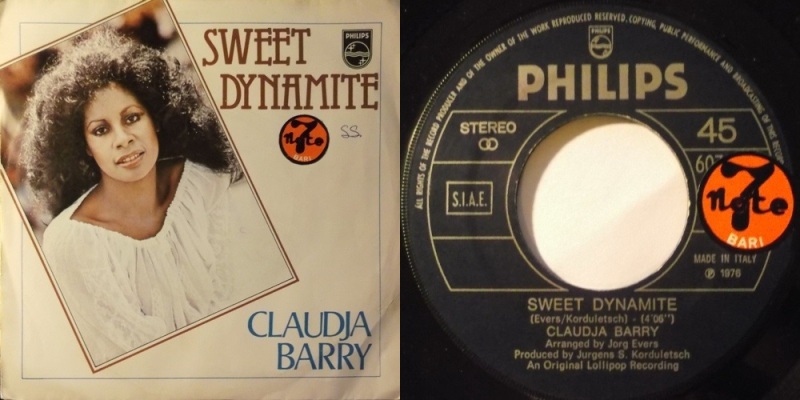 SWEET
DYNAMITE
PHILIPS
7
Note
BARI
SS.
CLAUDJA
BARRY
ALL RIGHTS OF THE RECORD PRODUCER AND OF THE OWNER OF THE WORK REPRODUCED RESERVED. COPYING, PUBLIC PERFORMANCE AND BROADCASTING
PHILIPS
STEREO
45
S.I.A.E.
7
Note
BARI
MADE IN ITALY
℗ 1976
SWEET DYNAMITE
(Evers/Korduletsch) - (4'06'')
CLAUDJA BARRY
Arranged by Jorg Evers
Produced by Jurgens S. Korduletsch
An Original Lollipop Recording